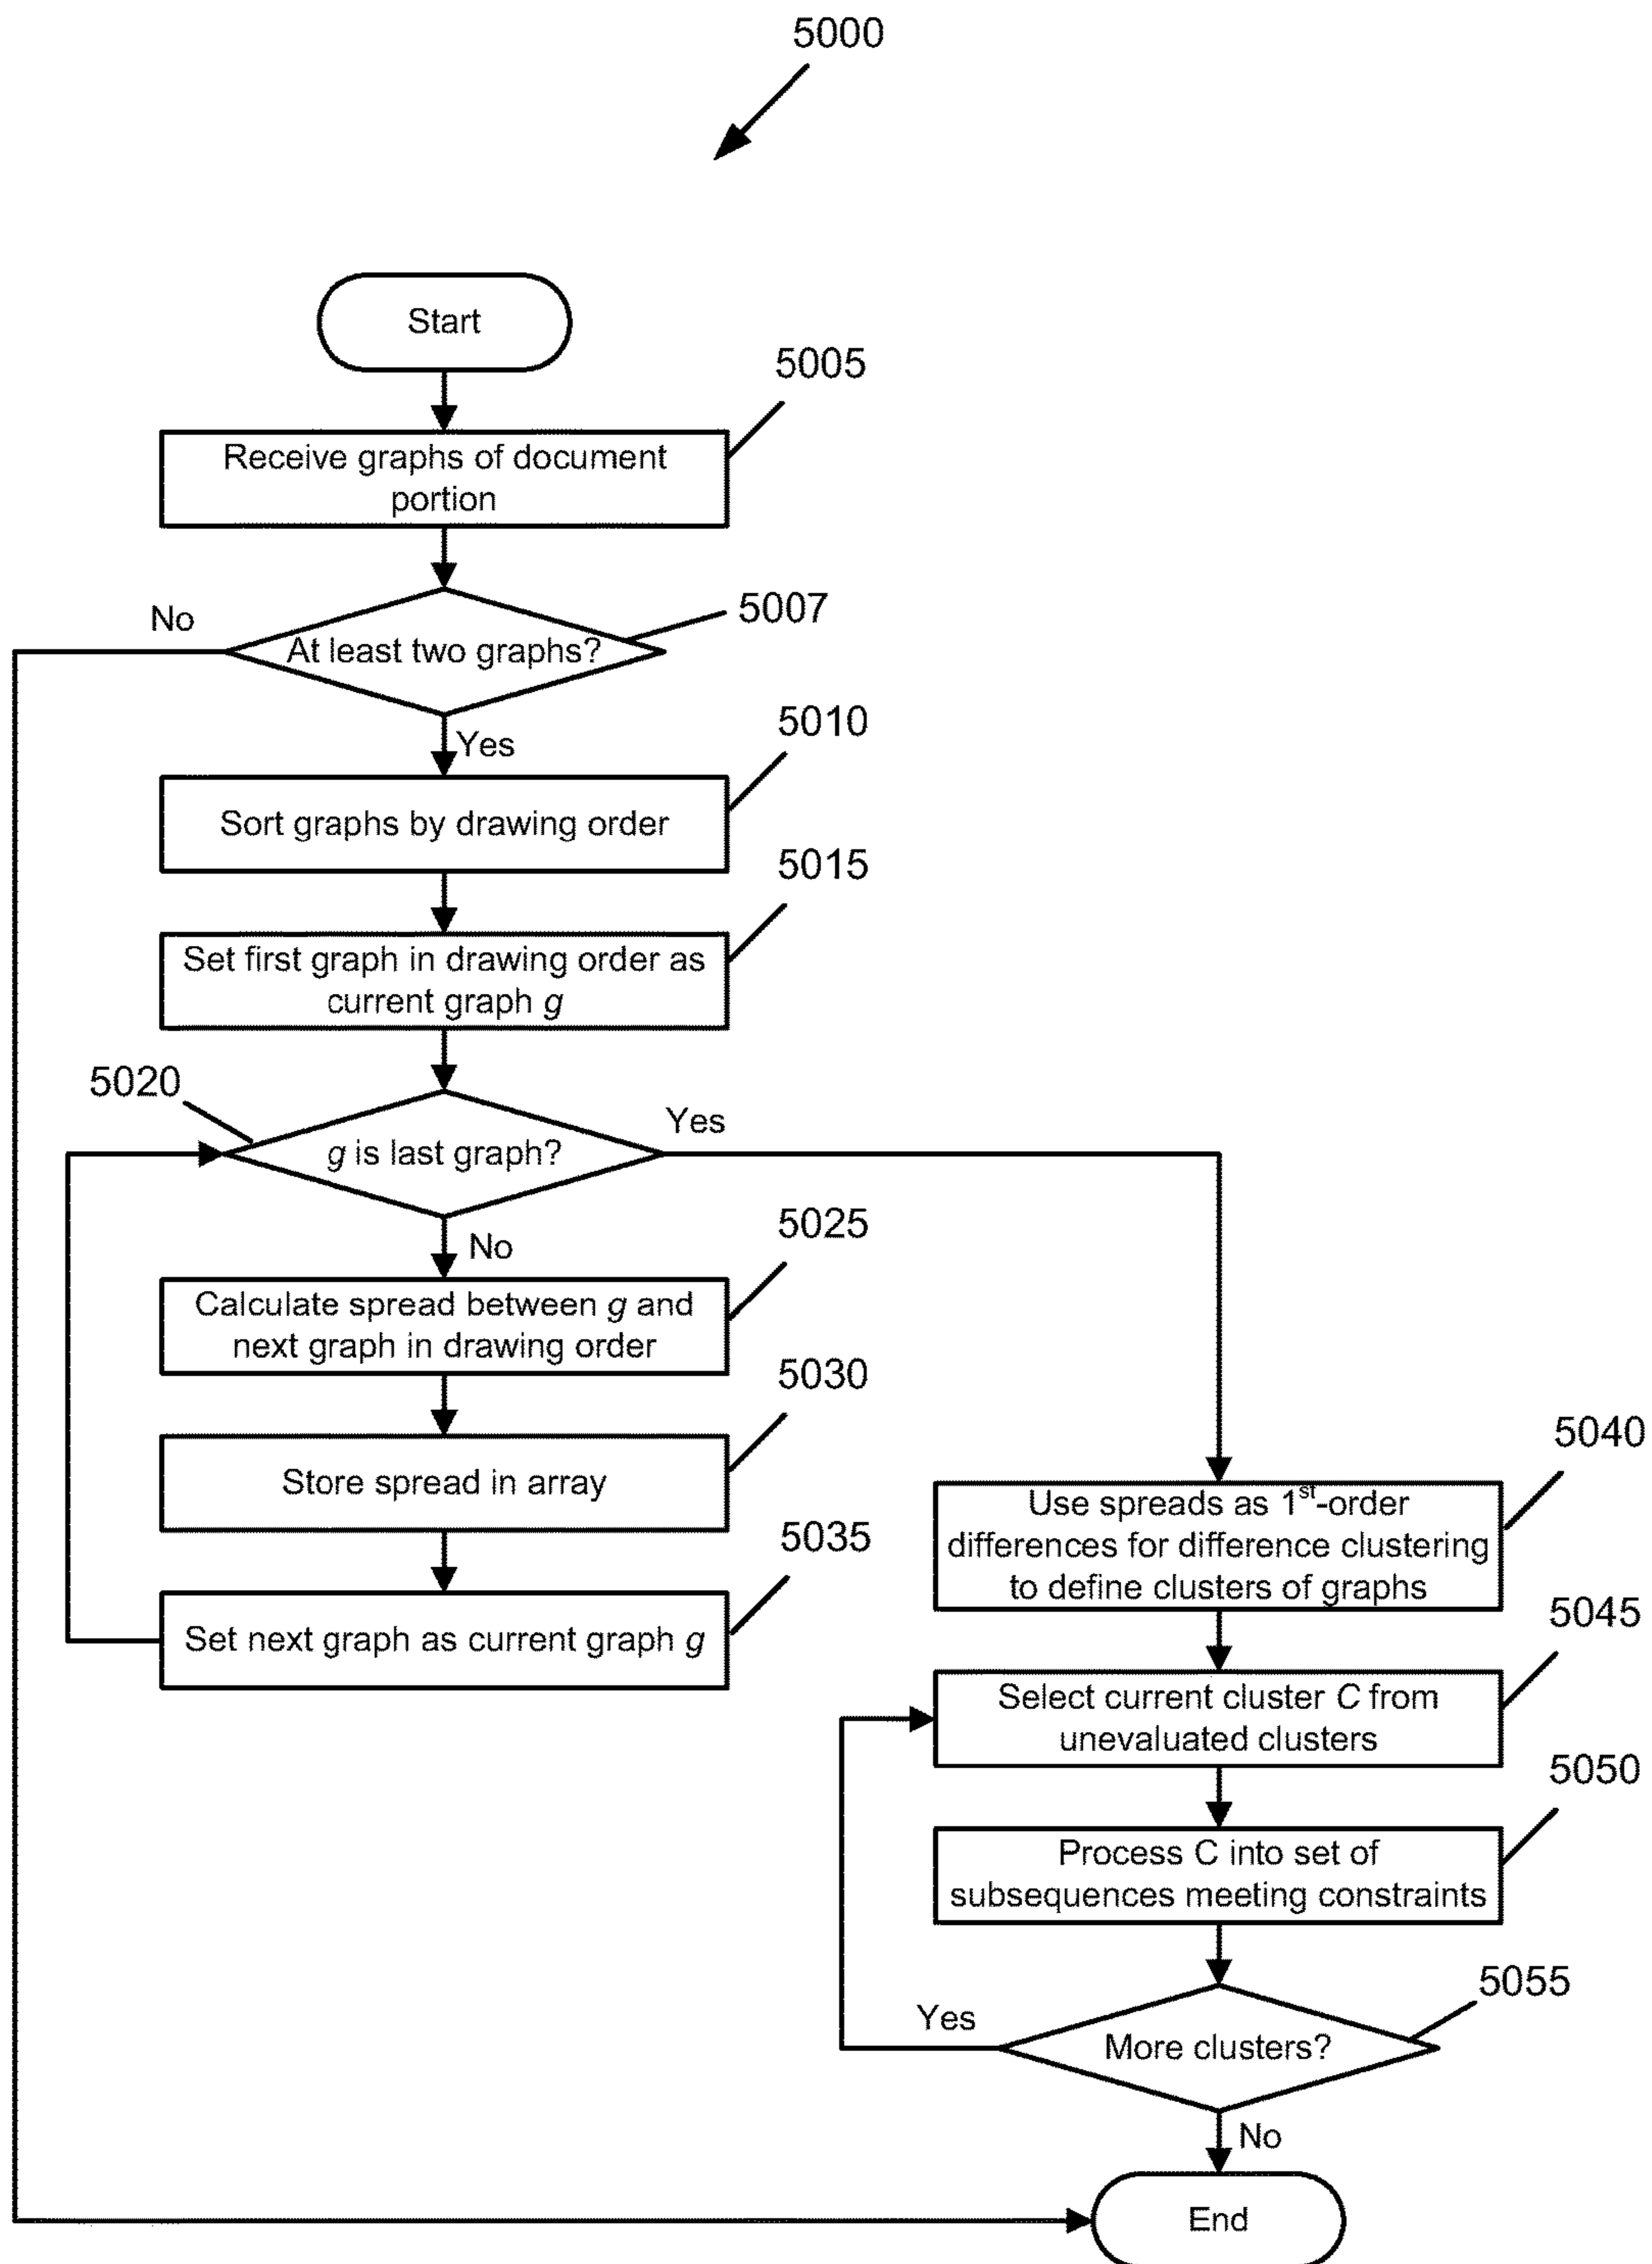 5000
Start
5005
Receive graphs of document
portion
No
5007
At least two graphs?
Yes
5010
Sort graphs by drawing order
5015
Set first graph in drawing order as
current graph g
5020
g is last graph?
Yes
No
5025
Calculate spread between g and
next graph in drawing order
5030
Store spread in array
5035
Set next graph as current graph g
5040
Use spreads as 1st-order
differences for difference clustering
to define clusters of graphs
5045
Select current cluster C from
unevaluated clusters
5050
Process C into set of
subsequences meeting constraints
5055
Yes
More clusters?
No
End